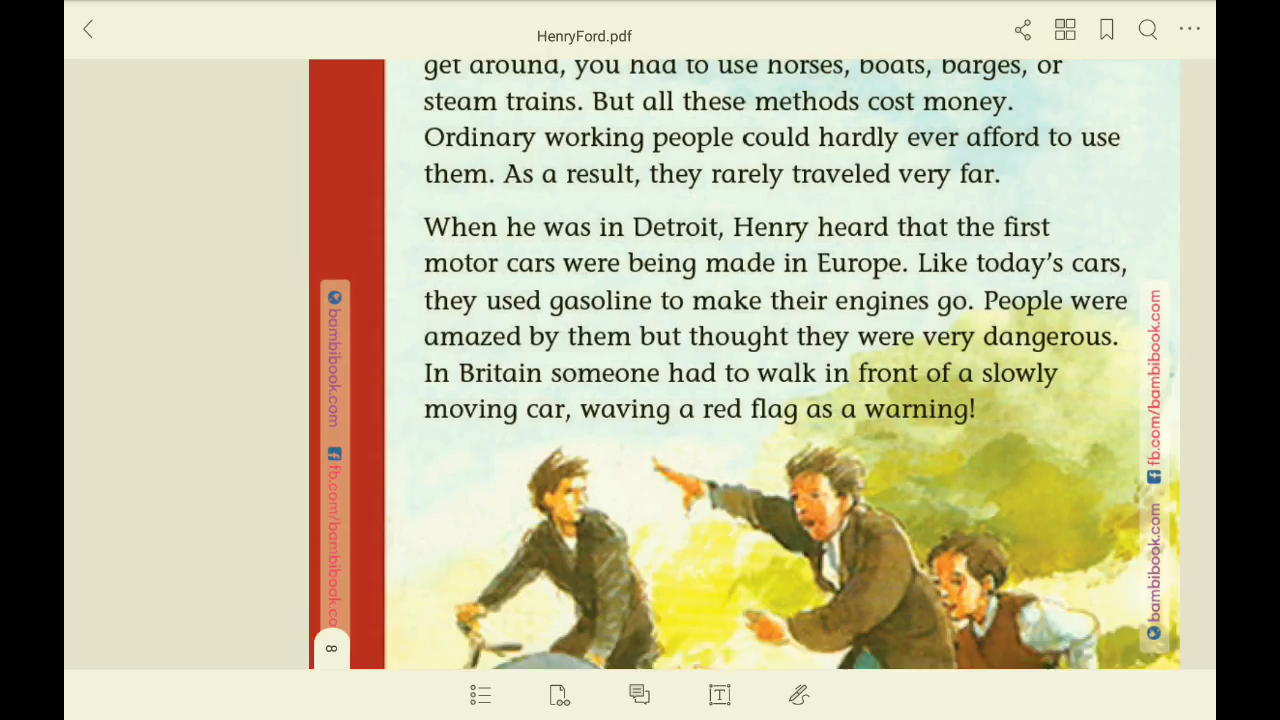 HenryFord.pdf
get around, you had to use horses, boats, barges, or
steam trains. But all these methods cost money.
Ordinary working people could hardly ever afford to use
them. As a result, they rarely traveled very far.
When he was in Detroit, Henry heard that the first
motor cars were being made in Europe. Like today's cars,
they used gasoline to make their engines go. People were
amazed by them but thought they were very dangerous.
In Britain someone had to walk in front of a slowly
moving car, waving a red flag as a warning!
bambibook.com
fb.com/bambibook.co
8
fb.com/bambibook.com
bambibook.com